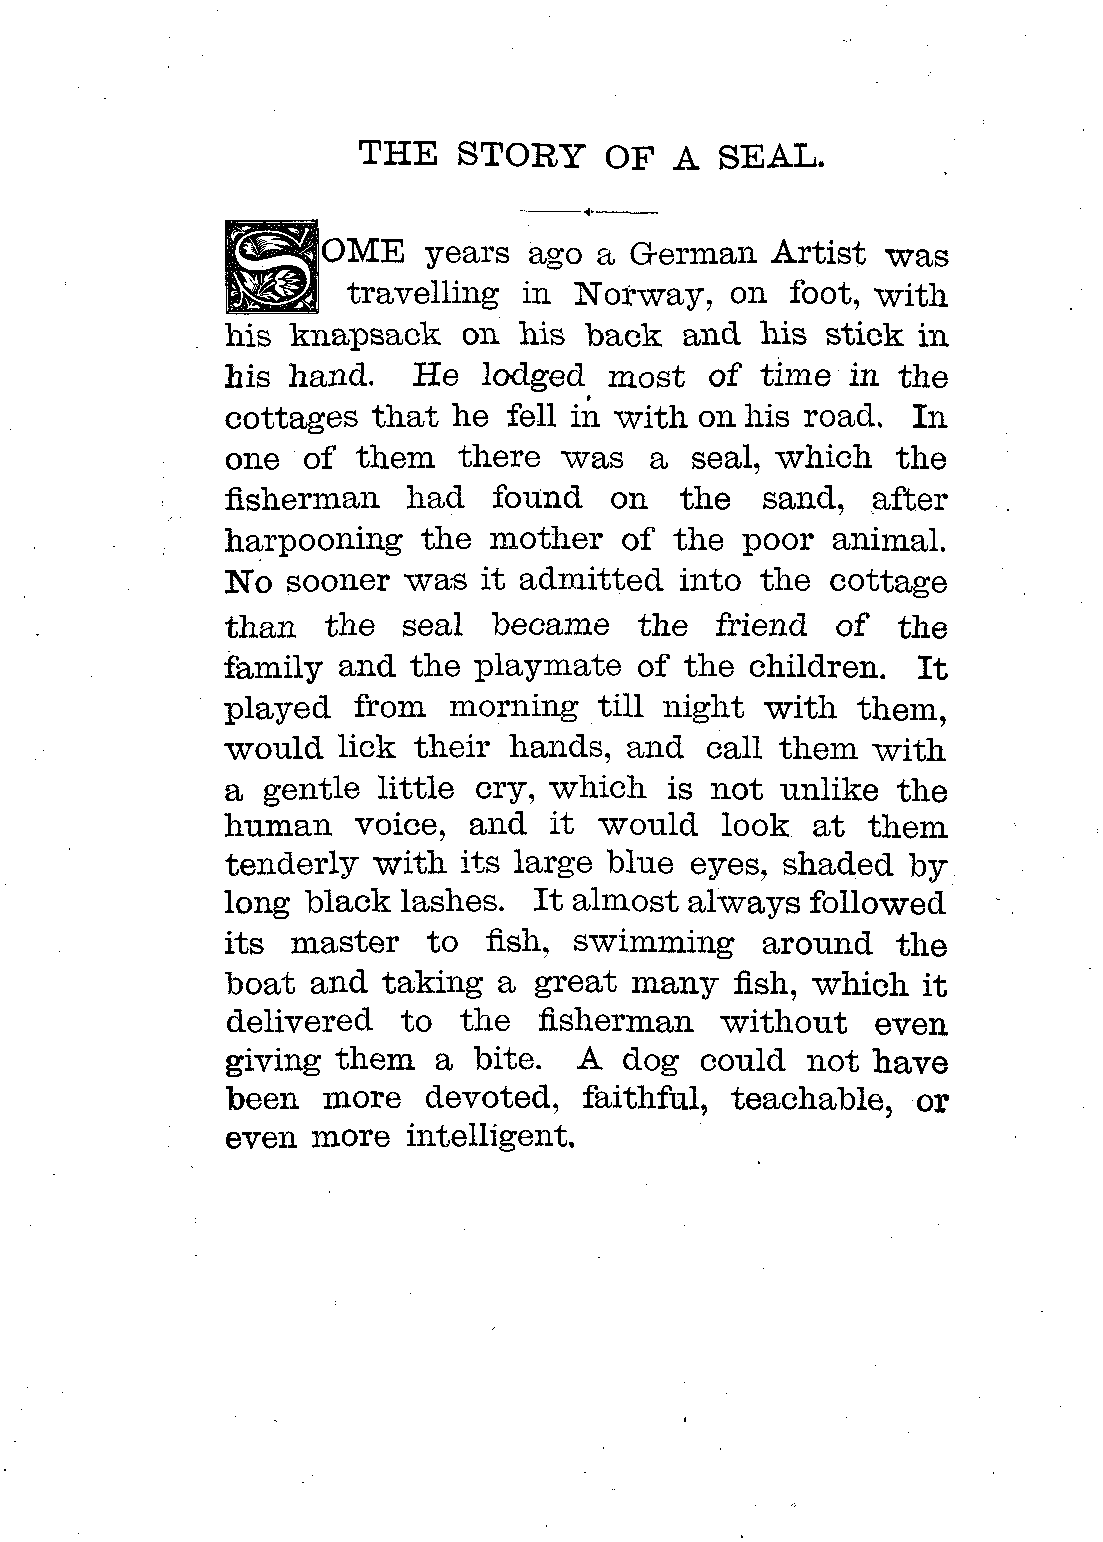 THE STORY OF A SEAL.
SOME years ago a German Artist was
travelling in Norway, on foot, with
his knapsack on his back and his stick in
his hand. He lodged most of time in the
cottages that he fell in with on his road. In
one of them there was a seal, which the
fisherman had found on the sand, after
harpooning the mother of the poor animal.
No sooner was it admitted into the cottage
than the seal became the friend of the
family and the playmate of the children. It
played from morning till night with them,
would lick their hands, and call them with
a gentle little cry, which is not unlike the
human voice, and it would look at them
tenderly with its large blue eyes, shaded by
long black lashes. It almost always followed
its master to fish, swimming around the
boat and taking a great many fish, which it
delivered to the fisherman without even
giving them a bite. A dog could not have
been more devoted, faithful, teachable, or
even more intelligent.